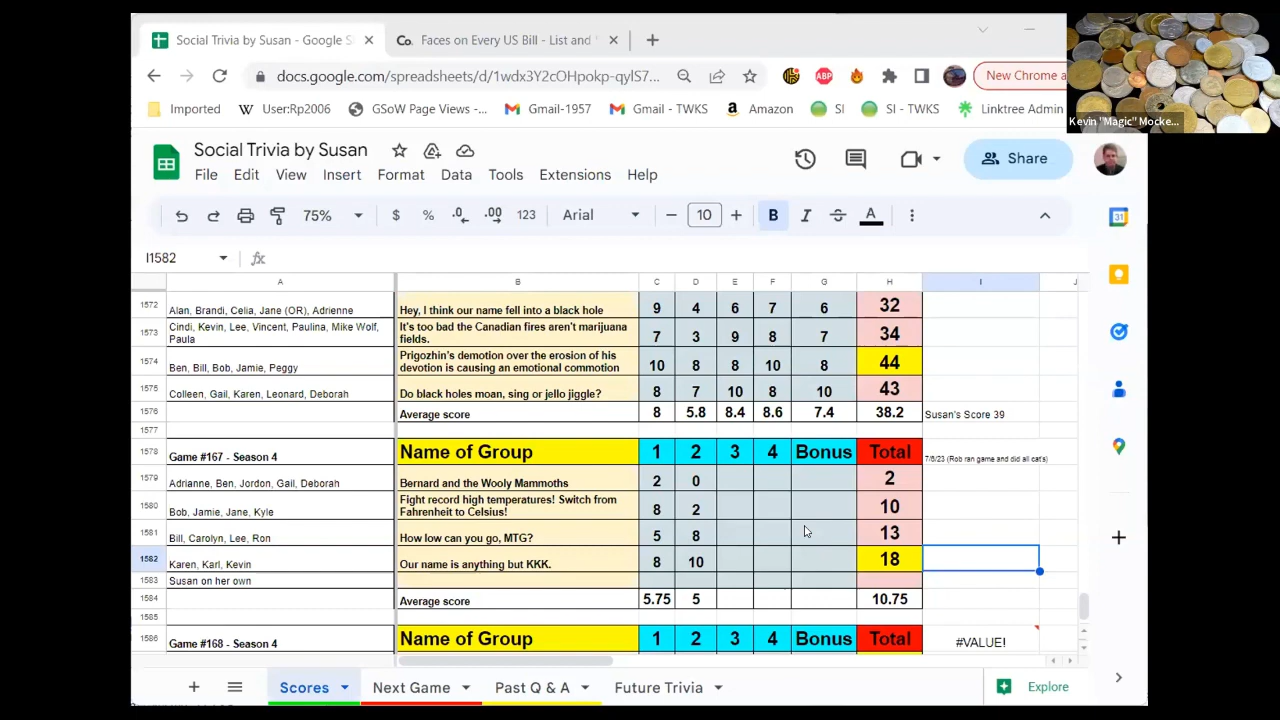 Social Trivia by Susan - Google S
Co. Faces on Every US Bill - List and
docs.google.com/spreadsheets/d/1wdx3Y2cOHpokp-qylS7...
New Chrome a
Imported
User:Rp2006
GSoW Page Views -...
Gmail-1957
Gmail - TWKS
Amazon
SI
SI - TWKS
Linktree Admin
Kevin "Magic" Mocke...
Social Trivia by Susan
Share
File Edit View Insert Format Data Tools Extensions Help
75% $ % .0 .00 123 Arial 10 B I S A
31
I1582 fx
A B C D E F G H I J
1572 Alan, Brandi, Celia, Jane (OR), Adrienne Hey, I think our name fell into a black hole 9 4 6 7 6 32
1573 Cindi, Kevin, Lee, Vincent, Paulina, Mike Wolf, Paula It's too bad the Canadian fires aren't marijuana fields. 7 3 9 8 7 34
1574 Ben, Bill, Bob, Jamie, Peggy Prigozhin's demotion over the erosion of his devotion is causing an emotional commotion 10 8 8 10 8 44
1575 Colleen, Gail, Karen, Leonard, Deborah Do black holes moan, sing or jello jiggle? 8 7 10 8 10 43
1576 Average score 8 5.8 8.4 8.6 7.4 38.2 Susan's Score 39
1577
1578 Game #167 - Season 4 Name of Group 1 2 3 4 Bonus Total 7/6/23 (Rob ran game and did all cat's)
1579 Adrianne, Ben, Jordon, Gail, Deborah Bernard and the Wooly Mammoths 2 0 2
1580 Bob, Jamie, Jane, Kyle Fight record high temperatures! Switch from Fahrenheit to Celsius! 8 2 10
1581 Bill, Carolyn, Lee, Ron How low can you go, MTG? 5 8 13
1582 Karen, Karl, Kevin Our name is anything but KKK. 8 10 18
1583 Susan on her own
1584 Average score 5.75 5 10.75
1585
1586 Game #168 - Season 4 Name of Group 1 2 3 4 Bonus Total #VALUE!
Scores Next Game Past Q & A Future Trivia Explore